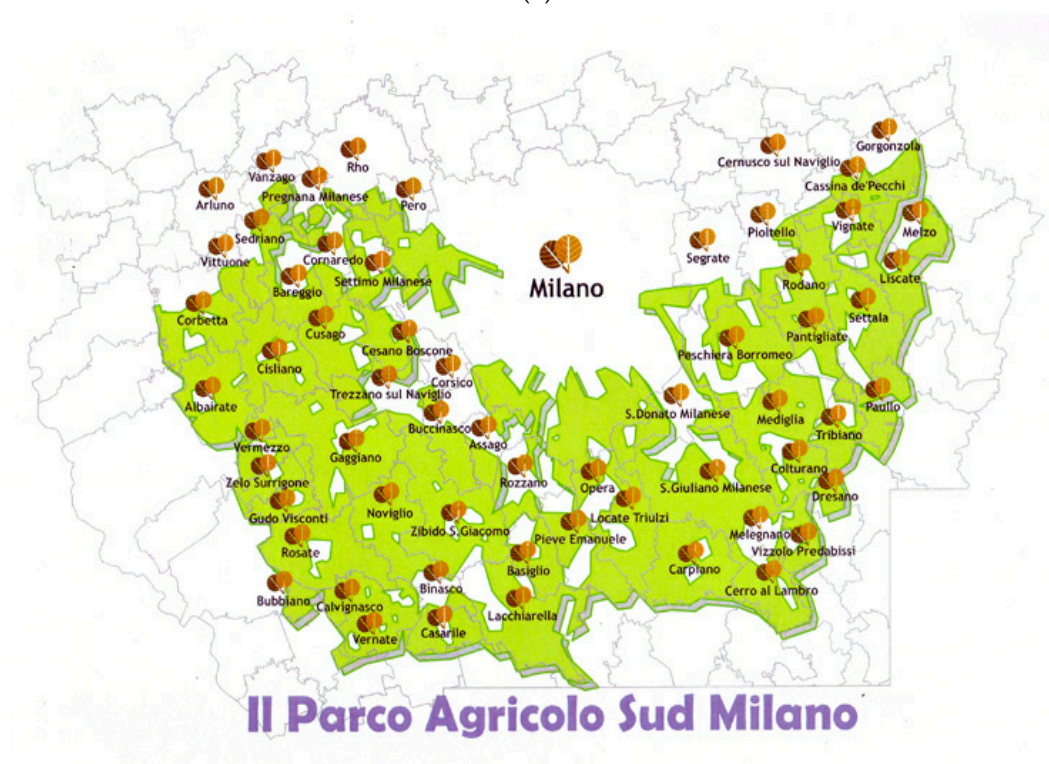 Gorgonzola
Cernusco sul Naviglio
Rho
Vanzago
Cassina de'Pecchi
Pregnana Milanese
Arluno
Pero
Vignate
Pioltello
Melzo
Sedriano
Vittuone
Cornaredo
Segrate
Settimo Milanese
Liscate
Milano
Rodano
Bareggio
Corbetta
Settala
Cusago
Pantigliate
Cesano Boscone
Peschiera Borromeo
Cisliano
Corsico
Trezzano sul Naviglio
Albairate
Paullo
S.Donato Milanese
Mediglia
Buccinasco
Tribiano
Assago
Vermezzo
Gaggiano
Colturano
Zelo Surrigone
Rozzano
Opera
S.Giuliano Milanese
Dresano
Noviglio
Gudo Visconti
Locate Triulzi
Zibido S.Giacomo
Melegnano
Pieve Emanuele
Rosate
Vizzolo Predabissi
Basiglio
Carpiano
Binasco
Cerro al Lambro
Bubbiano
Calvignasco
Lacchiarella
Casarile
Vernate
Il Parco Agricolo Sud Milano